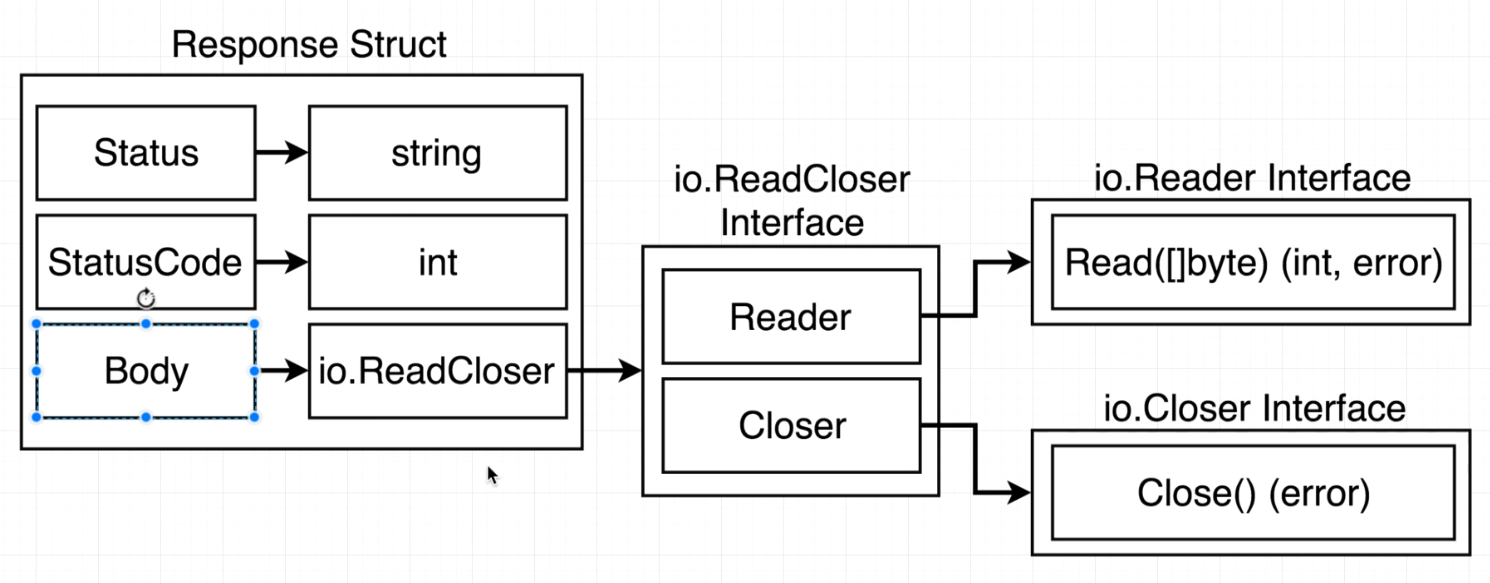 Response Struct
Status
string
StatusCode
int
Body
io.ReadCloser
io.ReadCloser
Interface
Reader
Closer
io.Reader Interface
Read([]byte) (int, error)
io.Closer Interface
Close() (error)